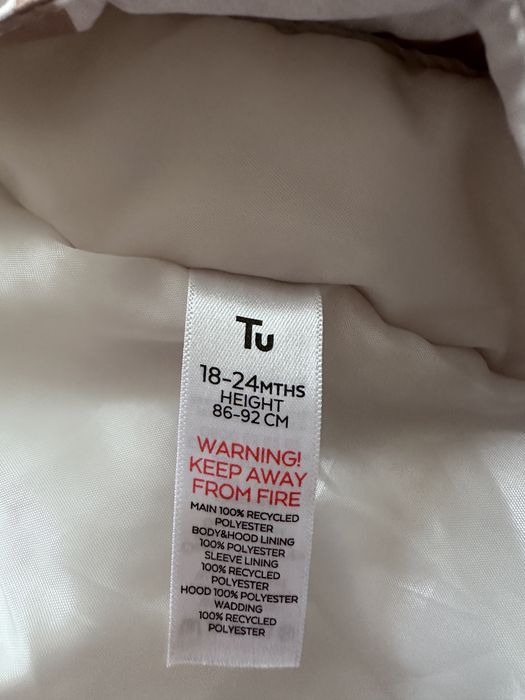 Tu
18-24MTHS
HEIGHT
86-92 CM
WARNING!
KEEP AWAY
FROM FIRE
MAIN 100% RECYCLED
POLYESTER
BODY&HOOD LINING
100% POLYESTER
SLEEVE LINING
100% RECYCLED
POLYESTER
HOOD 100% POLYESTER
WADDING
100% RECYCLED
POLYESTER